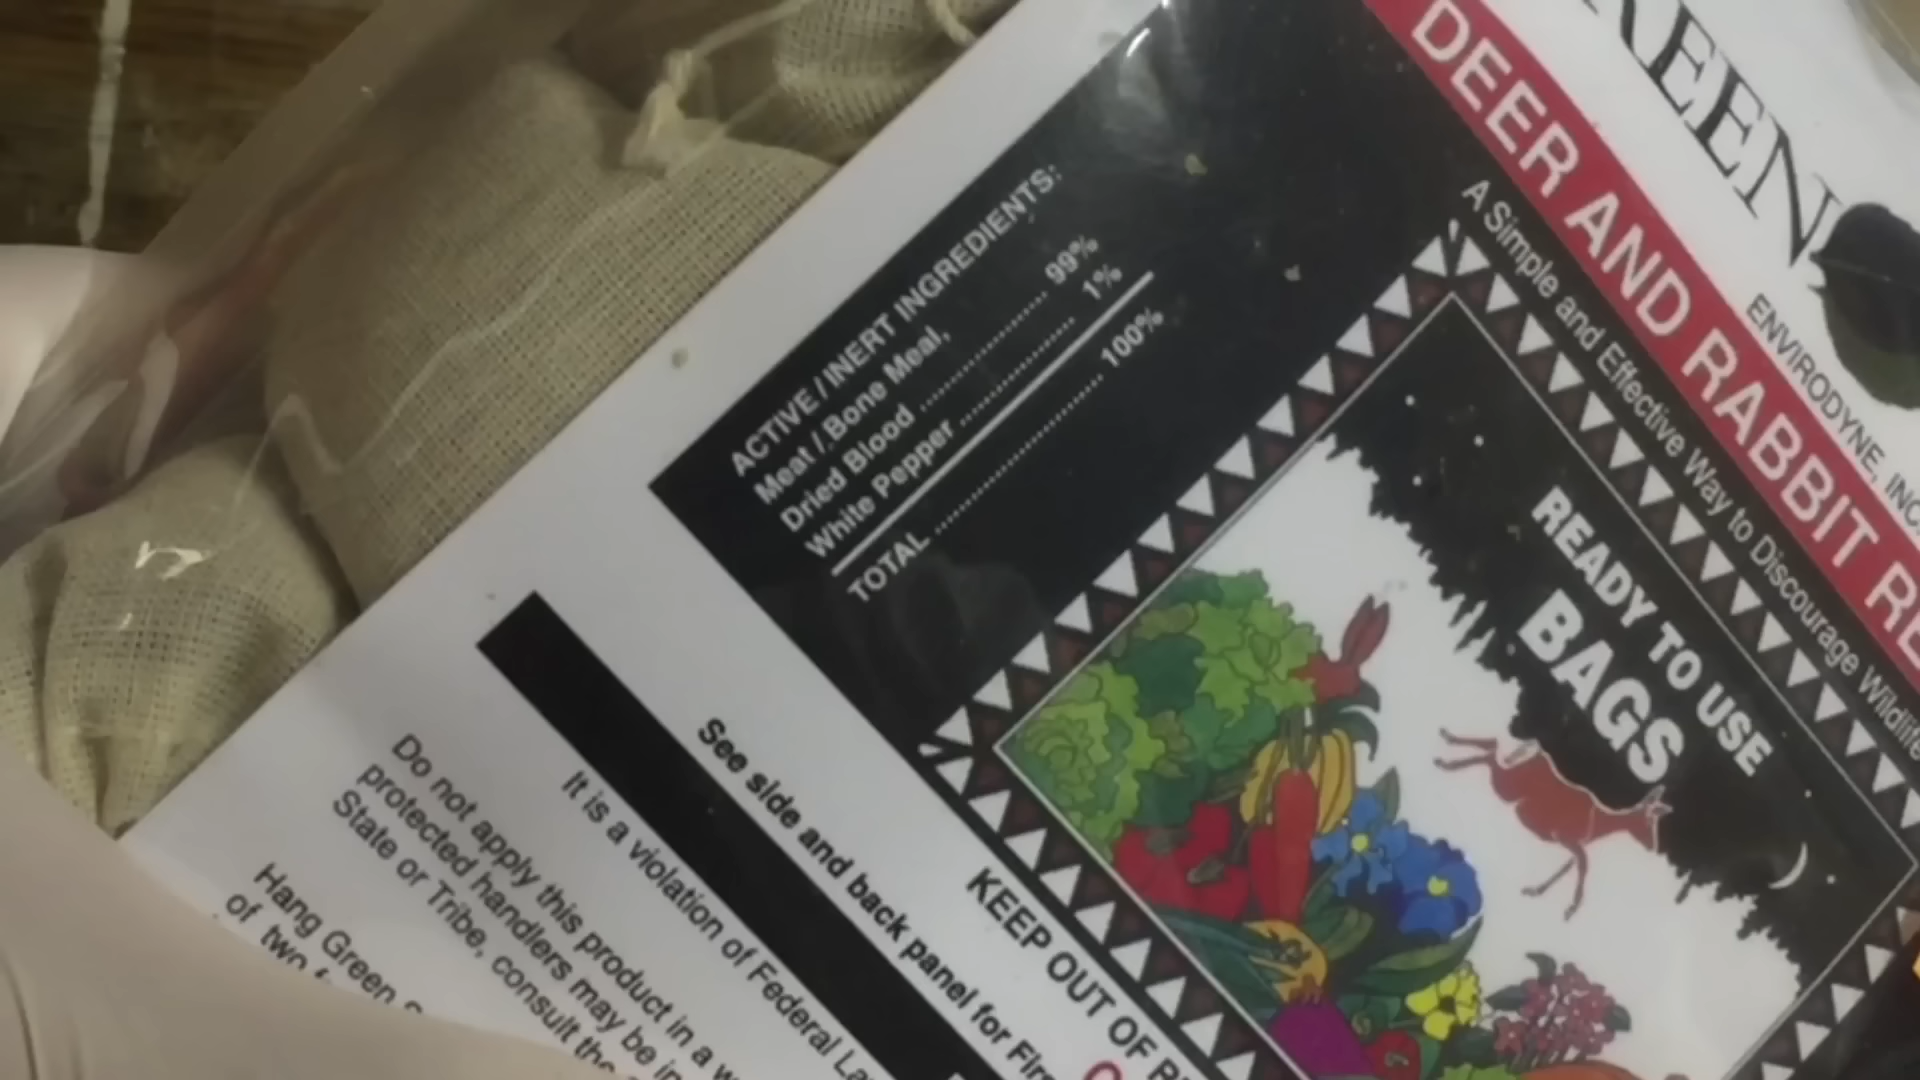 REEN
ENVIRODYNE, INC
DEER AND RABBIT RE
A Simple and Effective Way to Discourage Wildlife
READY TO USE
BAGS
ACTIVE / INERT INGREDIENTS:
Meat / Bone Meal,
Dried Blood ........................ 99%
White Pepper ...................... 1%
TOTAL .............................. 100%
KEEP OUT OF RE
See side and back panel for Firs
It is a violation of Federal La
Do not apply this product in a w
protected handlers may be in
State or Tribe, consult the
Hang Green
of two